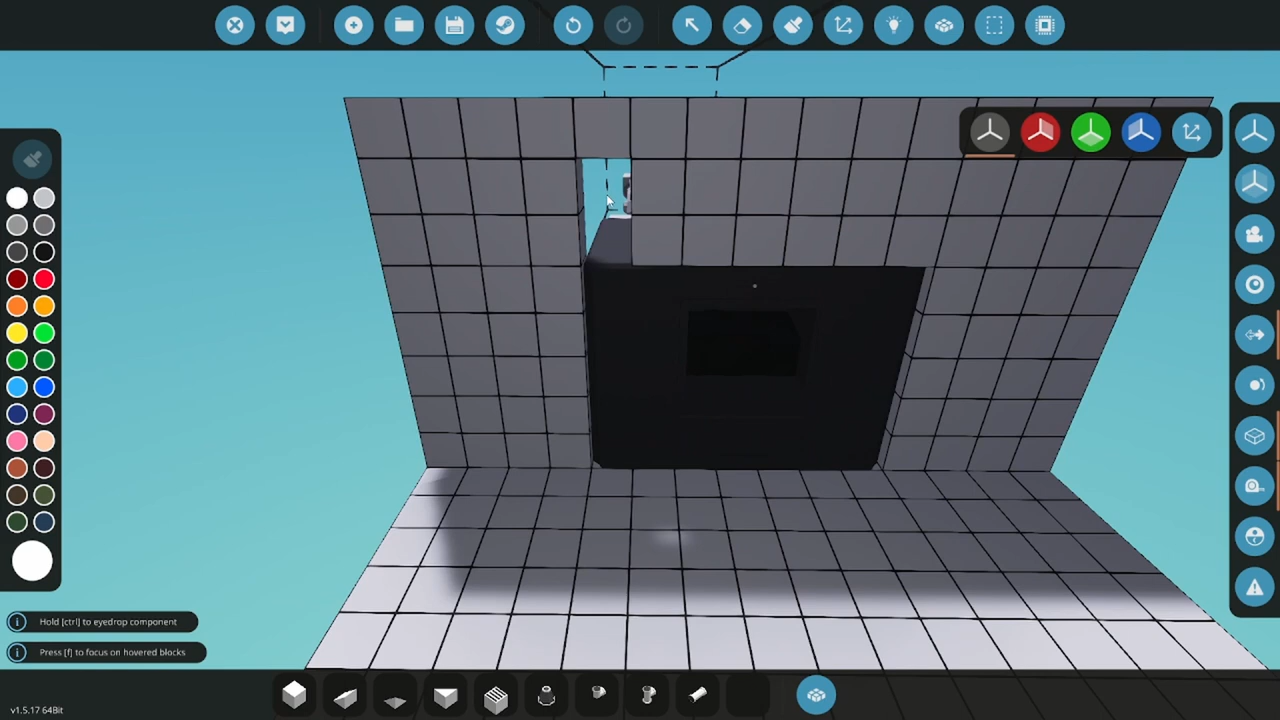 Hold [ctrl] to eyedrop component
Press [f] to focus on hovered blocks
v1.5.17 64Bit